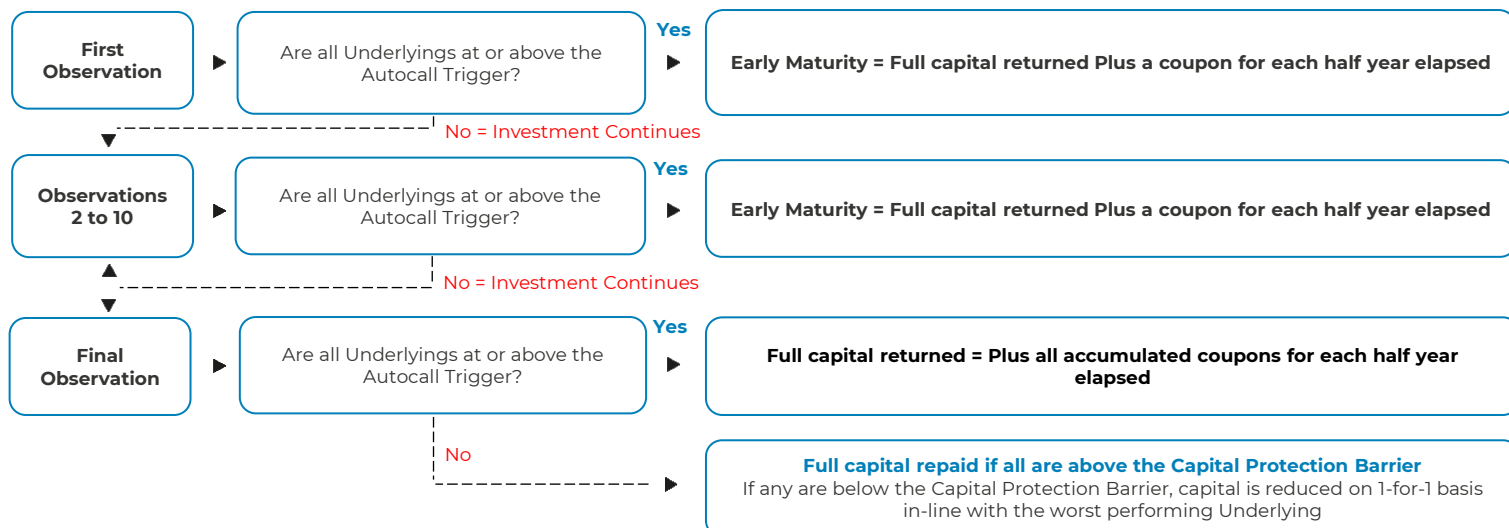 First
Observation
Are all Underlyings at or above the
Autocall Trigger?
Yes
Early Maturity = Full capital returned Plus a coupon for each half year elapsed
No = Investment Continues
Observations
2 to 10
Are all Underlyings at or above the
Autocall Trigger?
Yes
Early Maturity = Full capital returned Plus a coupon for each half year elapsed
No = Investment Continues
Final
Observation
Are all Underlyings at or above the
Autocall Trigger?
Yes
Full capital returned = Plus all accumulated coupons for each half year
elapsed
No
Full capital repaid if all are above the Capital Protection Barrier
If any are below the Capital Protection Barrier, capital is reduced on 1-for-1 basis
in-line with the worst performing Underlying